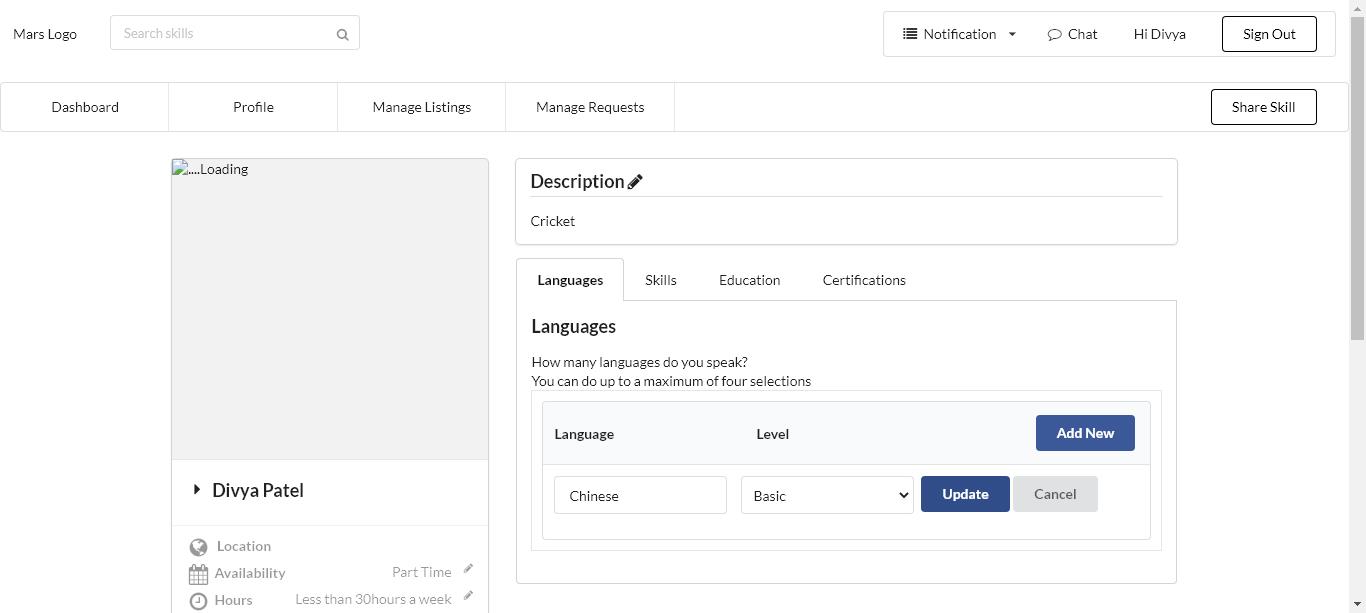 Mars Logo
Search skills
Notification
Chat
Hi Divya
Sign Out
Dashboard
Profile
Manage Listings
Manage Requests
Share Skill
....Loading
Divya Patel
Location
Availability
Part Time
Hours
Less than 30hours a week
Description
Cricket
Languages
Skills
Education
Certifications
Languages
How many languages do you speak?
You can do up to a maximum of four selections
Language
Level
Add New
Chinese
Basic
Update
Cancel